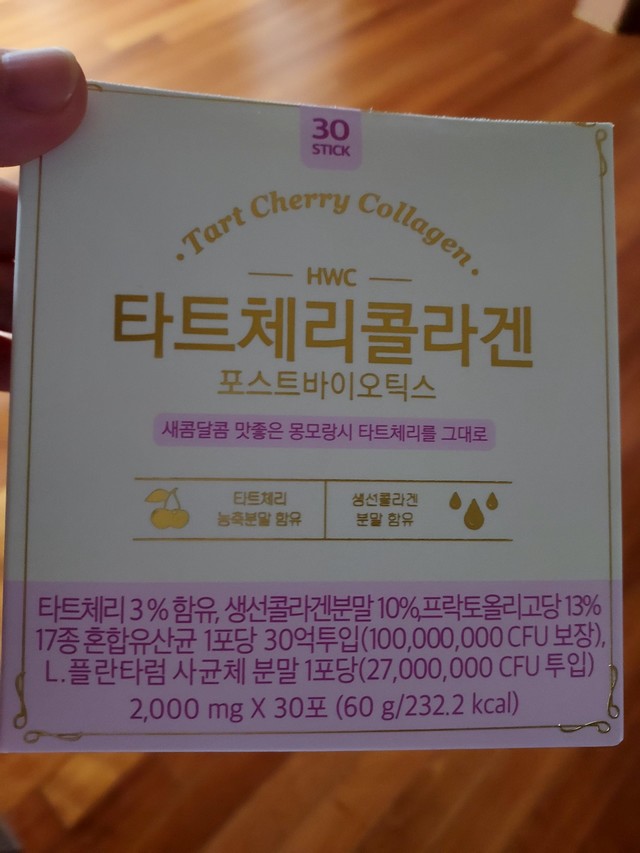 30
STICK
Tart Cherry Collagen
HWC
타트체리콜라겐
포스트바이오틱스
새콤달콤 맛좋은 몽모랑시 타트체리를 그대로
타트체리
농축분말 함유
생선콜라겐
분말 함유
타트체리 3% 함유, 생선콜라겐분말 10%,프락토올리고당 13%
17종 혼합유산균 1포당 30억투입(100,000,000 CFU 보장),
L.플란타럼 사균체 분말 1포당(27,000,000 CFU 투입)
2,000 mg X 30포 (60 g/232.2 kcal)